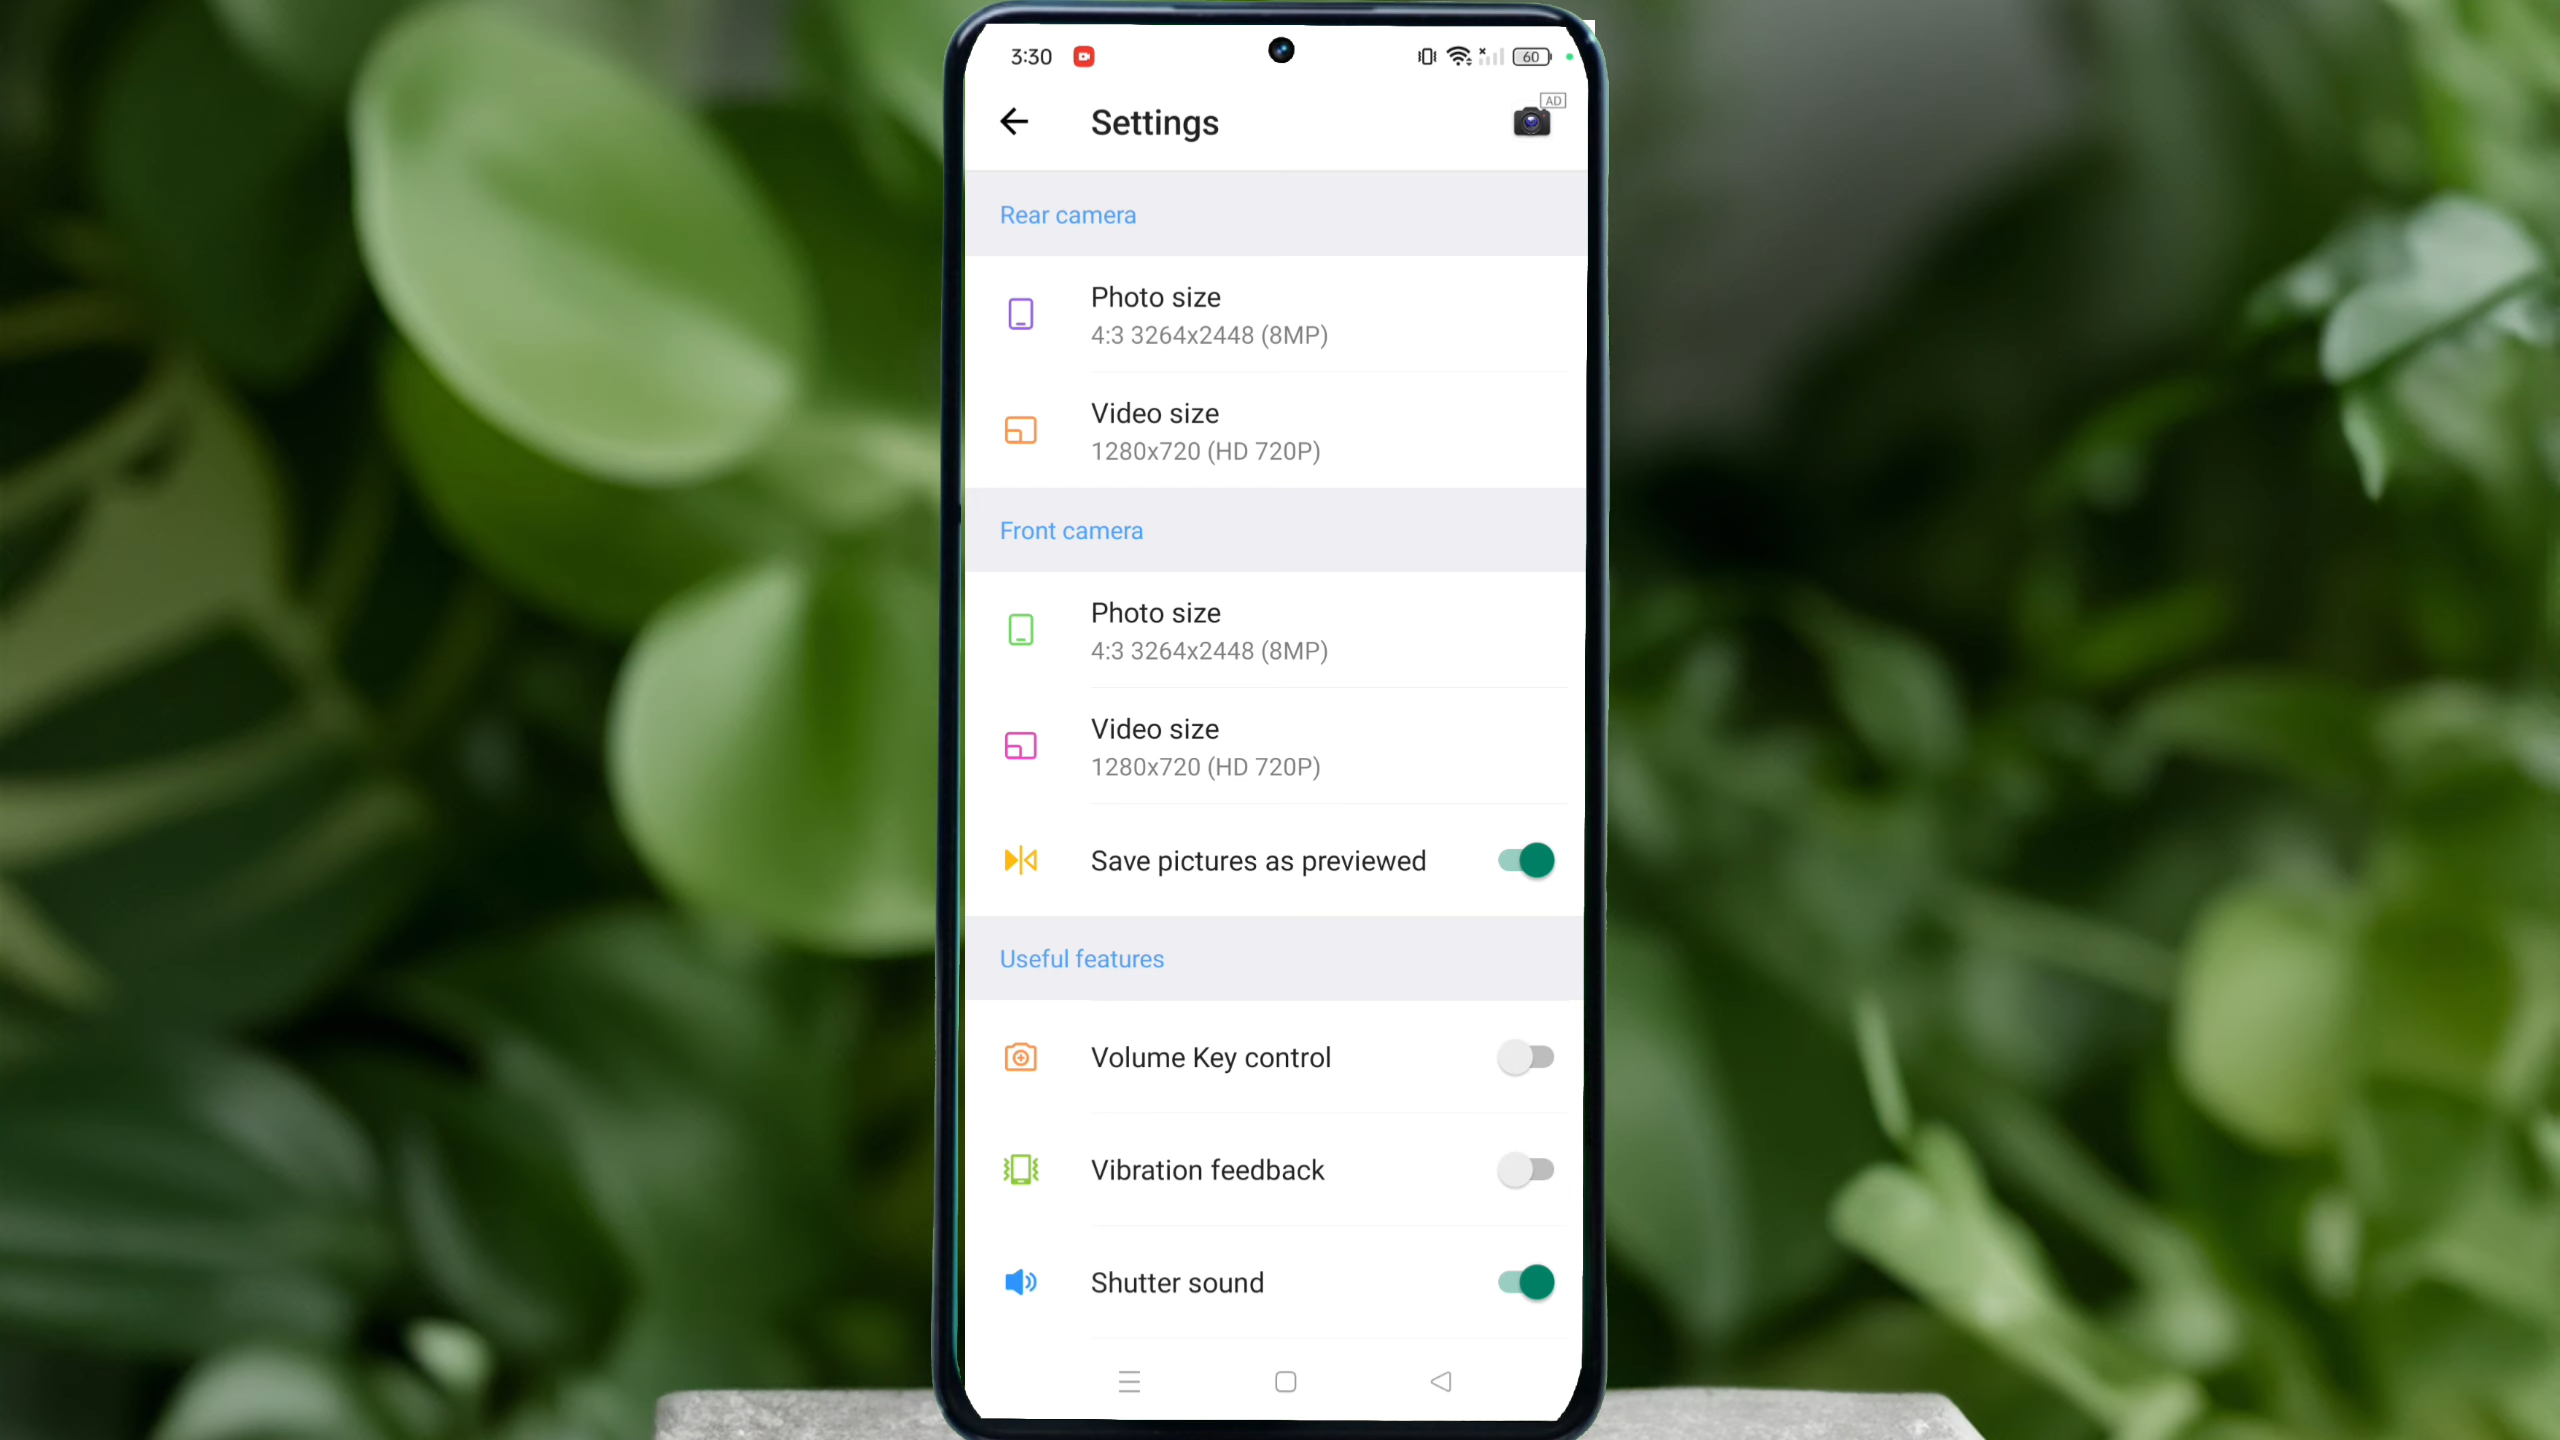 3:30
60
AD
Settings
Rear camera
Photo size
4:3 3264x2448 (8MP)
Video size
1280x720 (HD 720P)
Front camera
Photo size
4:3 3264x2448 (8MP)
Video size
1280x720 (HD 720P)
Save pictures as previewed
Useful features
Volume Key control
Vibration feedback
Shutter sound